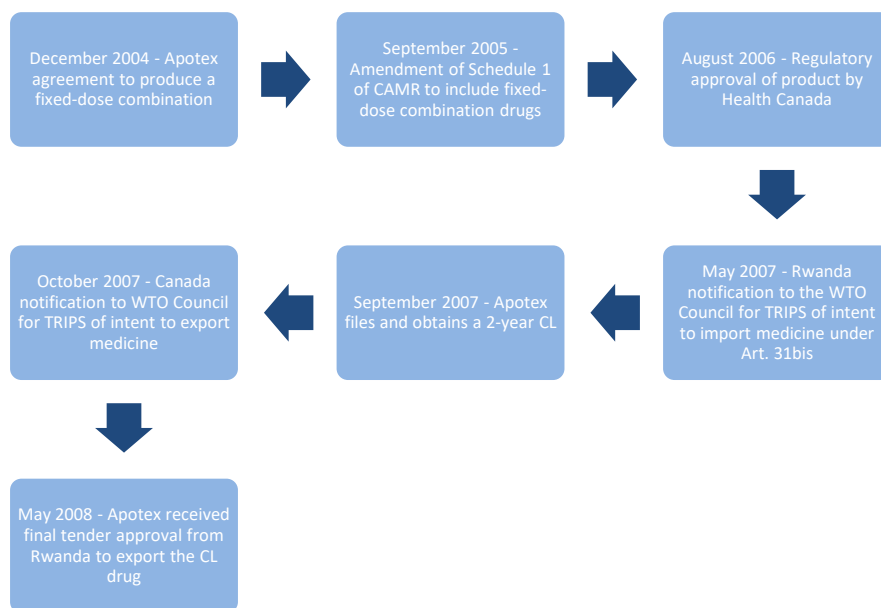 December 2004 - Apotex
agreement to produce a
fixed-dose combination
September 2005 -
Amendment of Schedule 1
of CAMR to include fixed-
dose combination drugs
August 2006 - Regulatory
approval of product by
Health Canada
May 2007 - Rwanda
notification to the WTO
Council for TRIPS of intent
to import medicine under
Art. 31bis
September 2007 - Apotex
files and obtains a 2-year CL
October 2007 - Canada
notification to WTO Council
for TRIPS of intent to export
medicine
May 2008 - Apotex received
final tender approval from
Rwanda to export the CL
drug